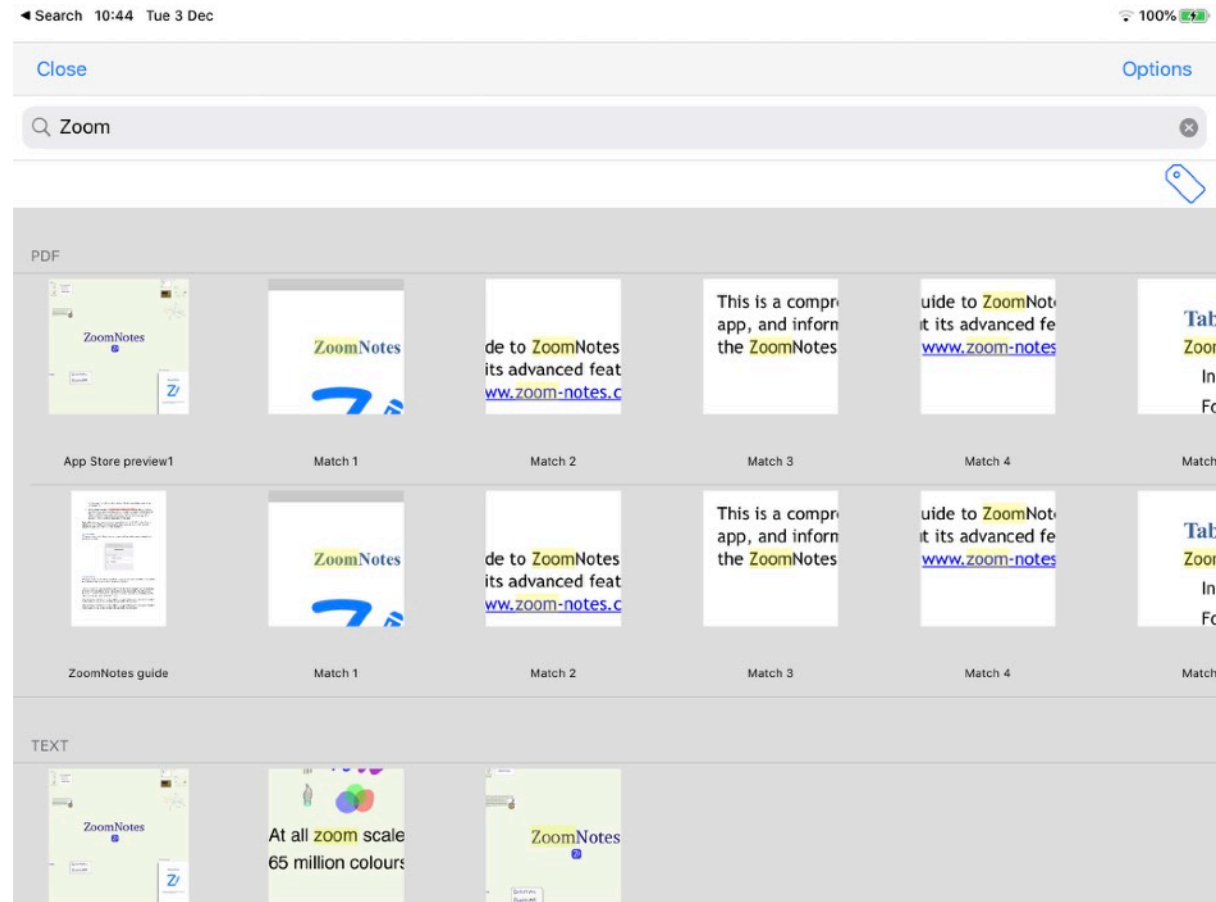 Search 10:44 Tue 3 Dec 100%
Close Options
Zoom
PDF
ZoomNotes
ZoomNotes
de to ZoomNotes
its advanced feat
ww.zoom-notes.c
This is a compr
app, and inform
the ZoomNotes
uide to ZoomNot
t its advanced fe
www.zoom-notes
Tab
Zoom
In
Fo
App Store preview1 Match 1 Match 2 Match 3 Match 4 Match
ZoomNotes
de to ZoomNotes
its advanced feat
ww.zoom-notes.c
This is a compr
app, and inform
the ZoomNotes
uide to ZoomNot
t its advanced fe
www.zoom-notes
Tab
Zoom
In
Fo
ZoomNotes guide Match 1 Match 2 Match 3 Match 4 Match
TEXT
ZoomNotes
At all zoom scale
65 million colours
ZoomNotes